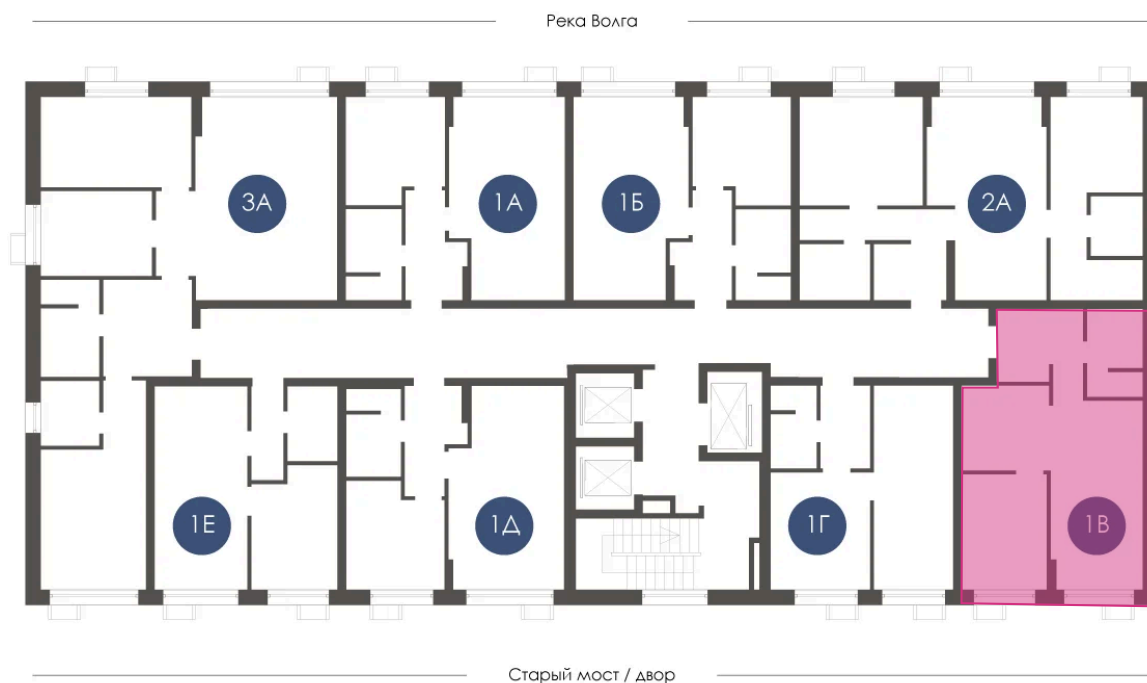 Река Волга
3А
1А
1Б
2А
1Е
1Д
1Г
1В
Старый мост / двор